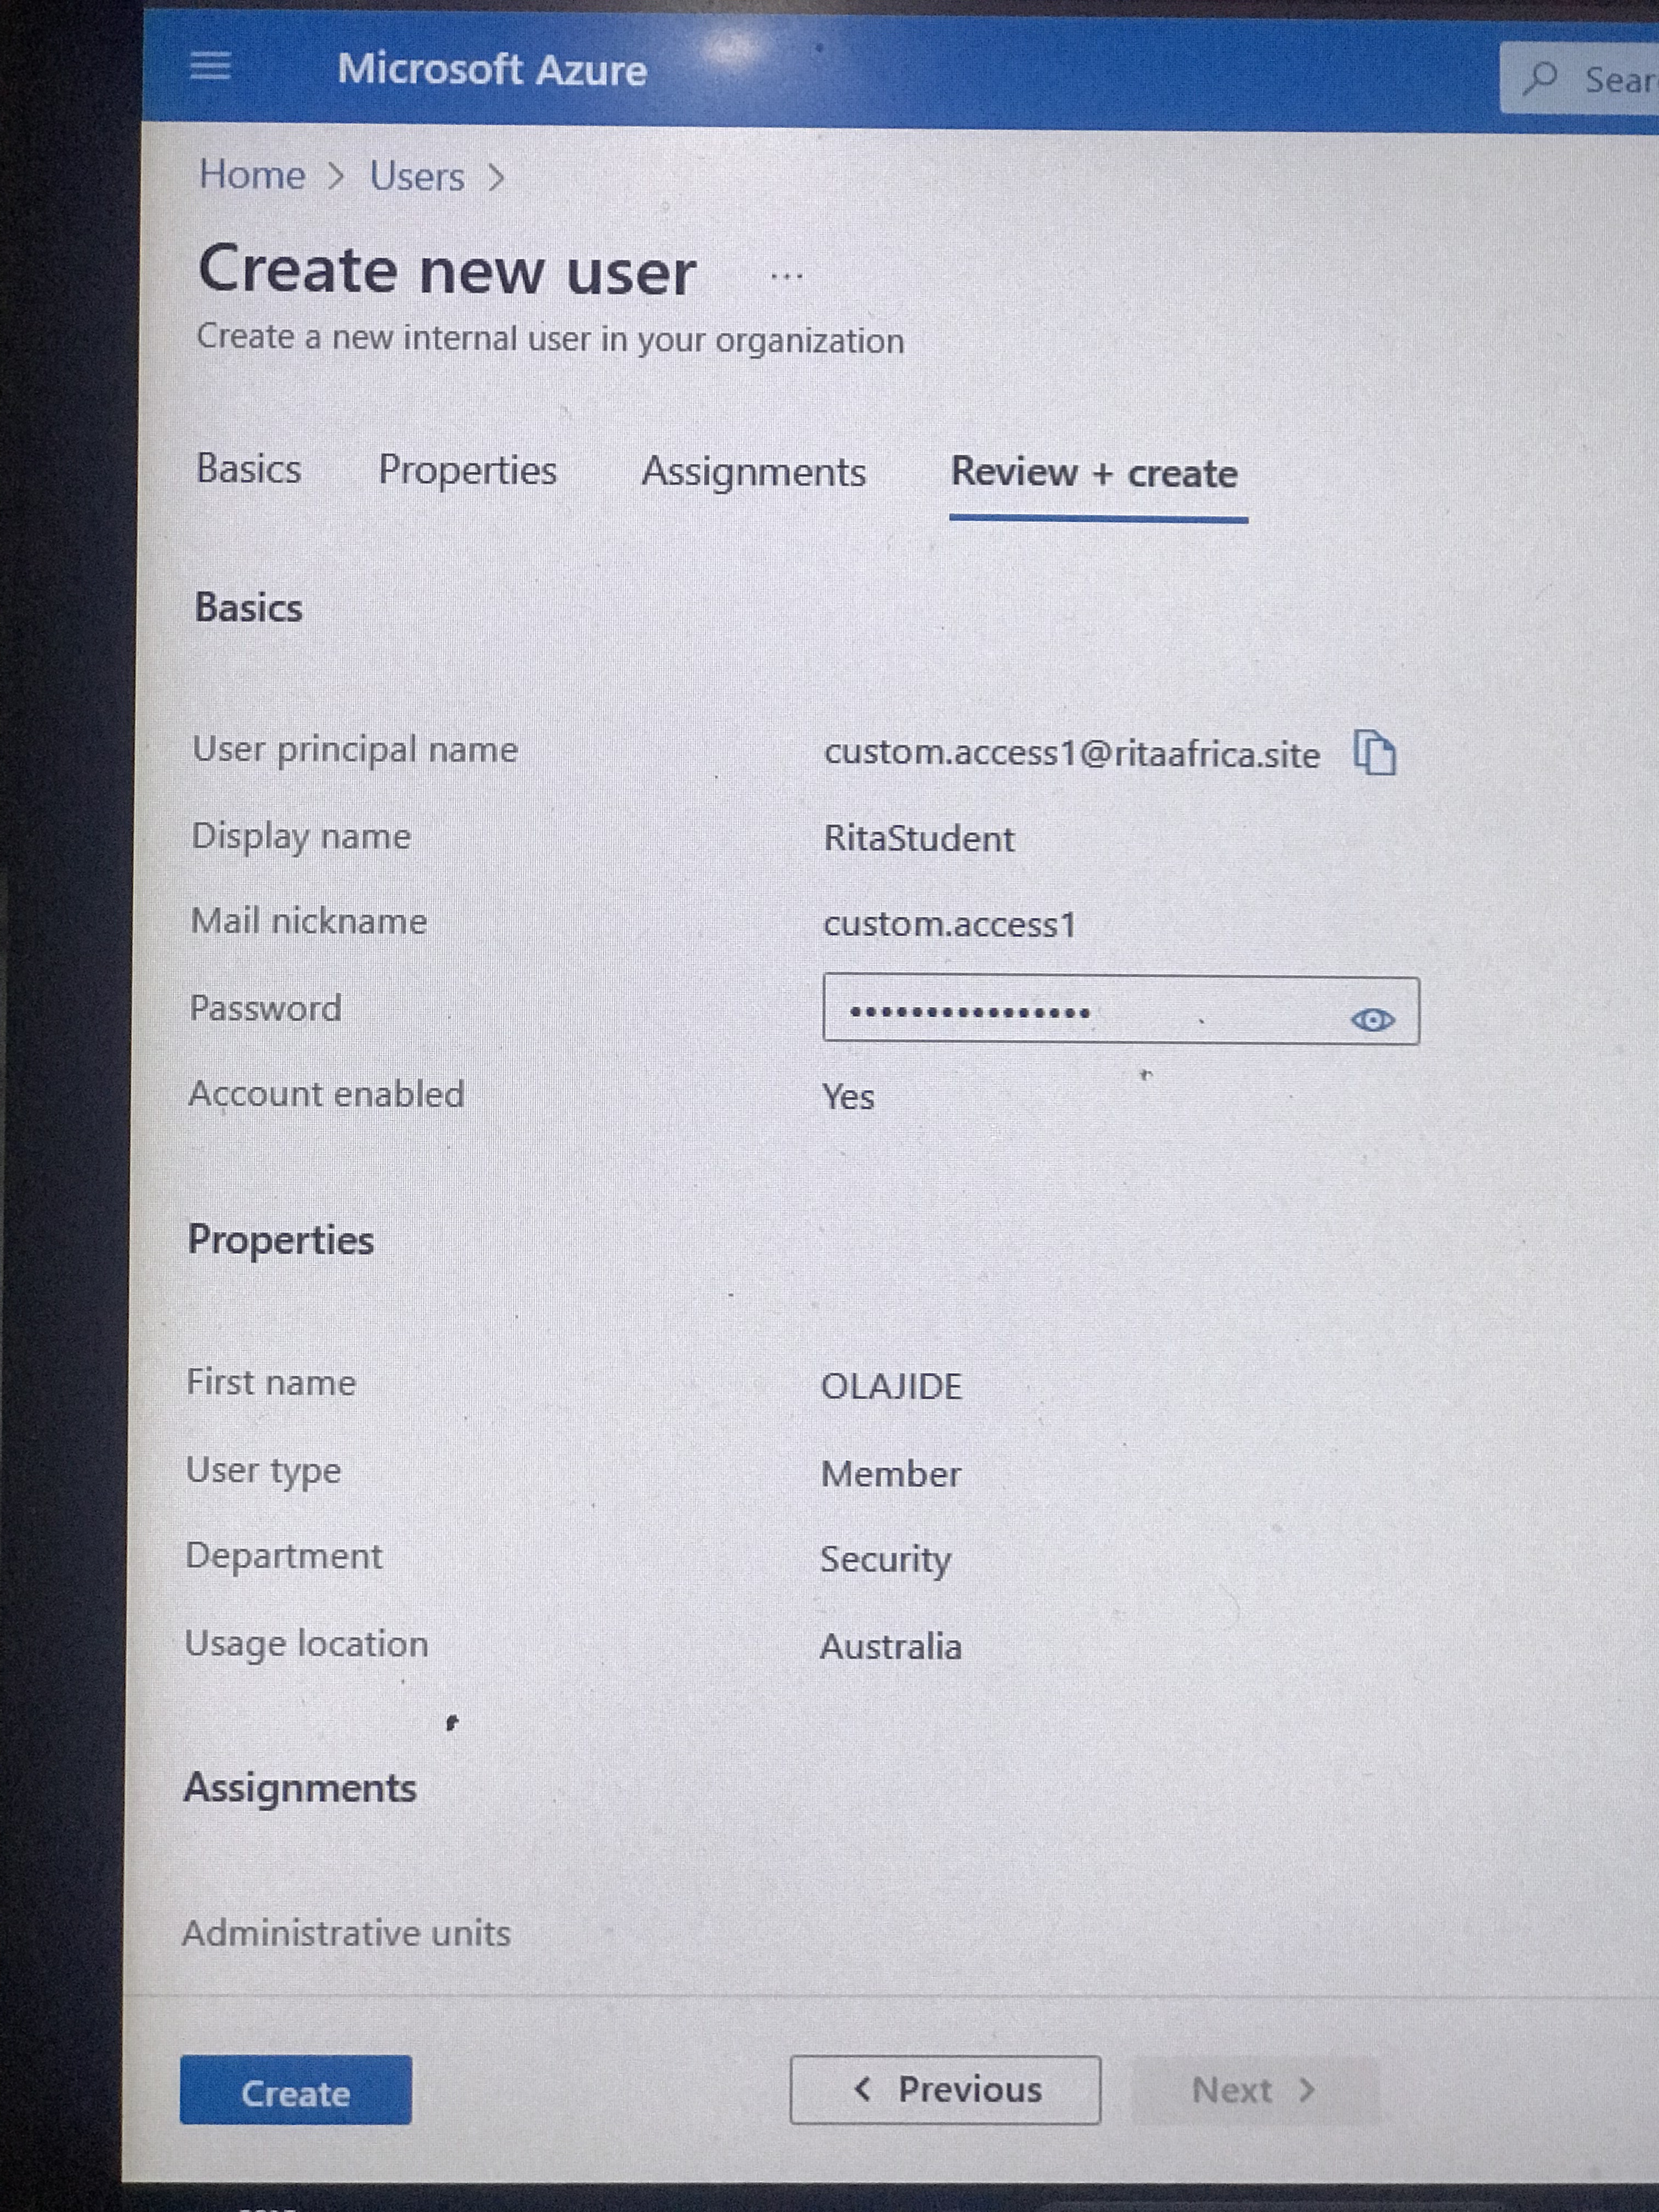 Microsoft Azure
Home > Users >
Create new user ...
Create a new internal user in your organization
Basics Properties Assignments Review + create
Basics
User principal name custom.access1@ritaafrica.site
Display name RitaStudent
Mail nickname custom.access1
Password ••••••••••••••••
Account enabled Yes
Properties
First name OLAJIDE
User type Member
Department Security
Usage location Australia
Assignments
Administrative units
Create < Previous Next >